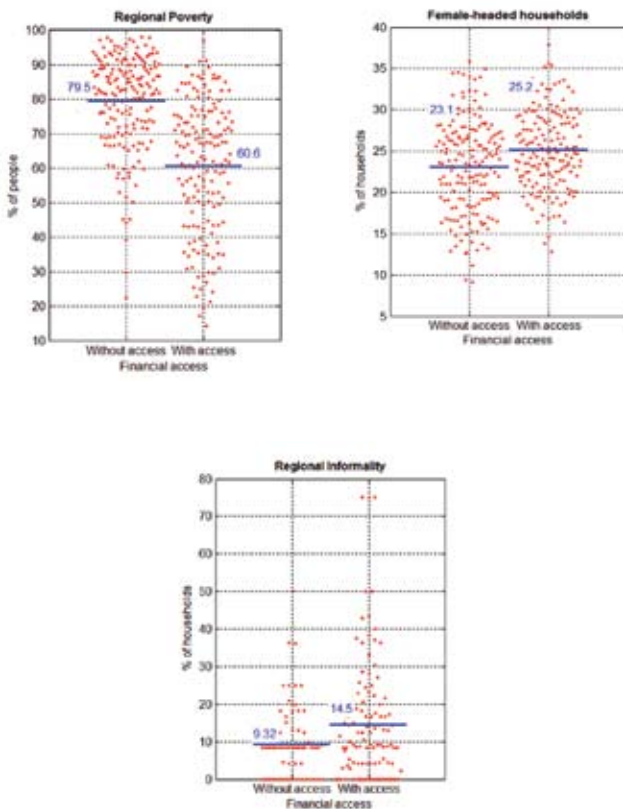 Regional Poverty
% of people
100
90
80
70
60
50
40
30
20
10
79.5
60.6
Without access With access
Financial access
Female-headed households
% of households
40
35
30
25
20
15
10
5
23.1
25.2
Without access With access
Financial access
Regional Informality
% of households
80
70
60
50
40
30
20
10
0
9.32
14.5
Without access With access
Financial access